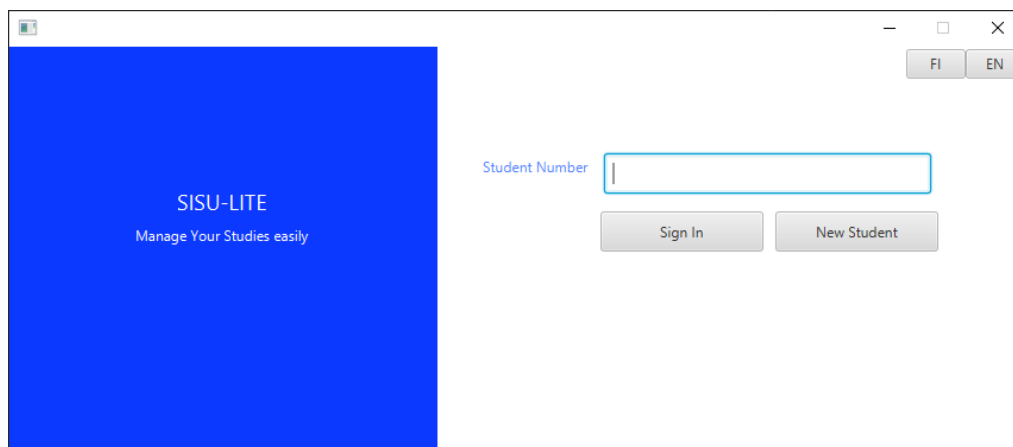 FI EN
SISU-LITE
Manage Your Studies easily
Student Number
Sign In New Student